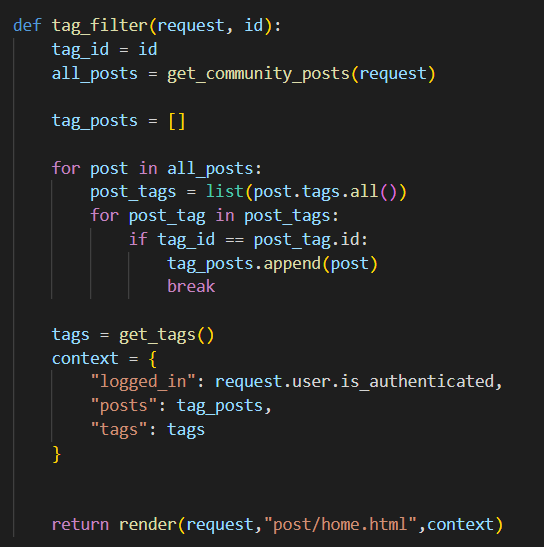 def tag_filter(request, id):
    tag_id = id
    all_posts = get_community_posts(request)

    tag_posts = []

    for post in all_posts:
        post_tags = list(post.tags.all())
        for post_tag in post_tags:
            if tag_id == post_tag.id:
                tag_posts.append(post)
                break

    tags = get_tags()
    context = {
        "logged_in": request.user.is_authenticated,
        "posts": tag_posts,
        "tags": tags
    }


    return render(request,"post/home.html",context)